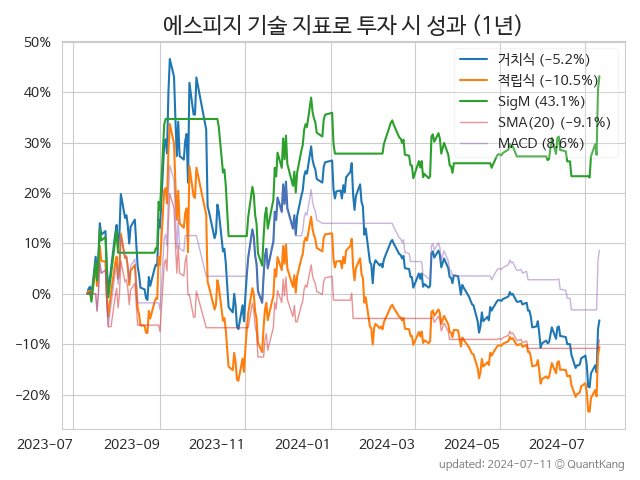 에스피지 기술 지표로 투자 시 성과 (1년)
50%
40%
30%
20%
10%
0%
−10%
−20%
거치식 (−5.2%)
적립식 (−10.5%)
SigM (43.1%)
SMA(20) (−9.1%)
MACD (8.6%)
2023-07 2023-09 2023-11 2024-01 2024-03 2024-05 2024-07
updated: 2024-07-11 © QuantKang